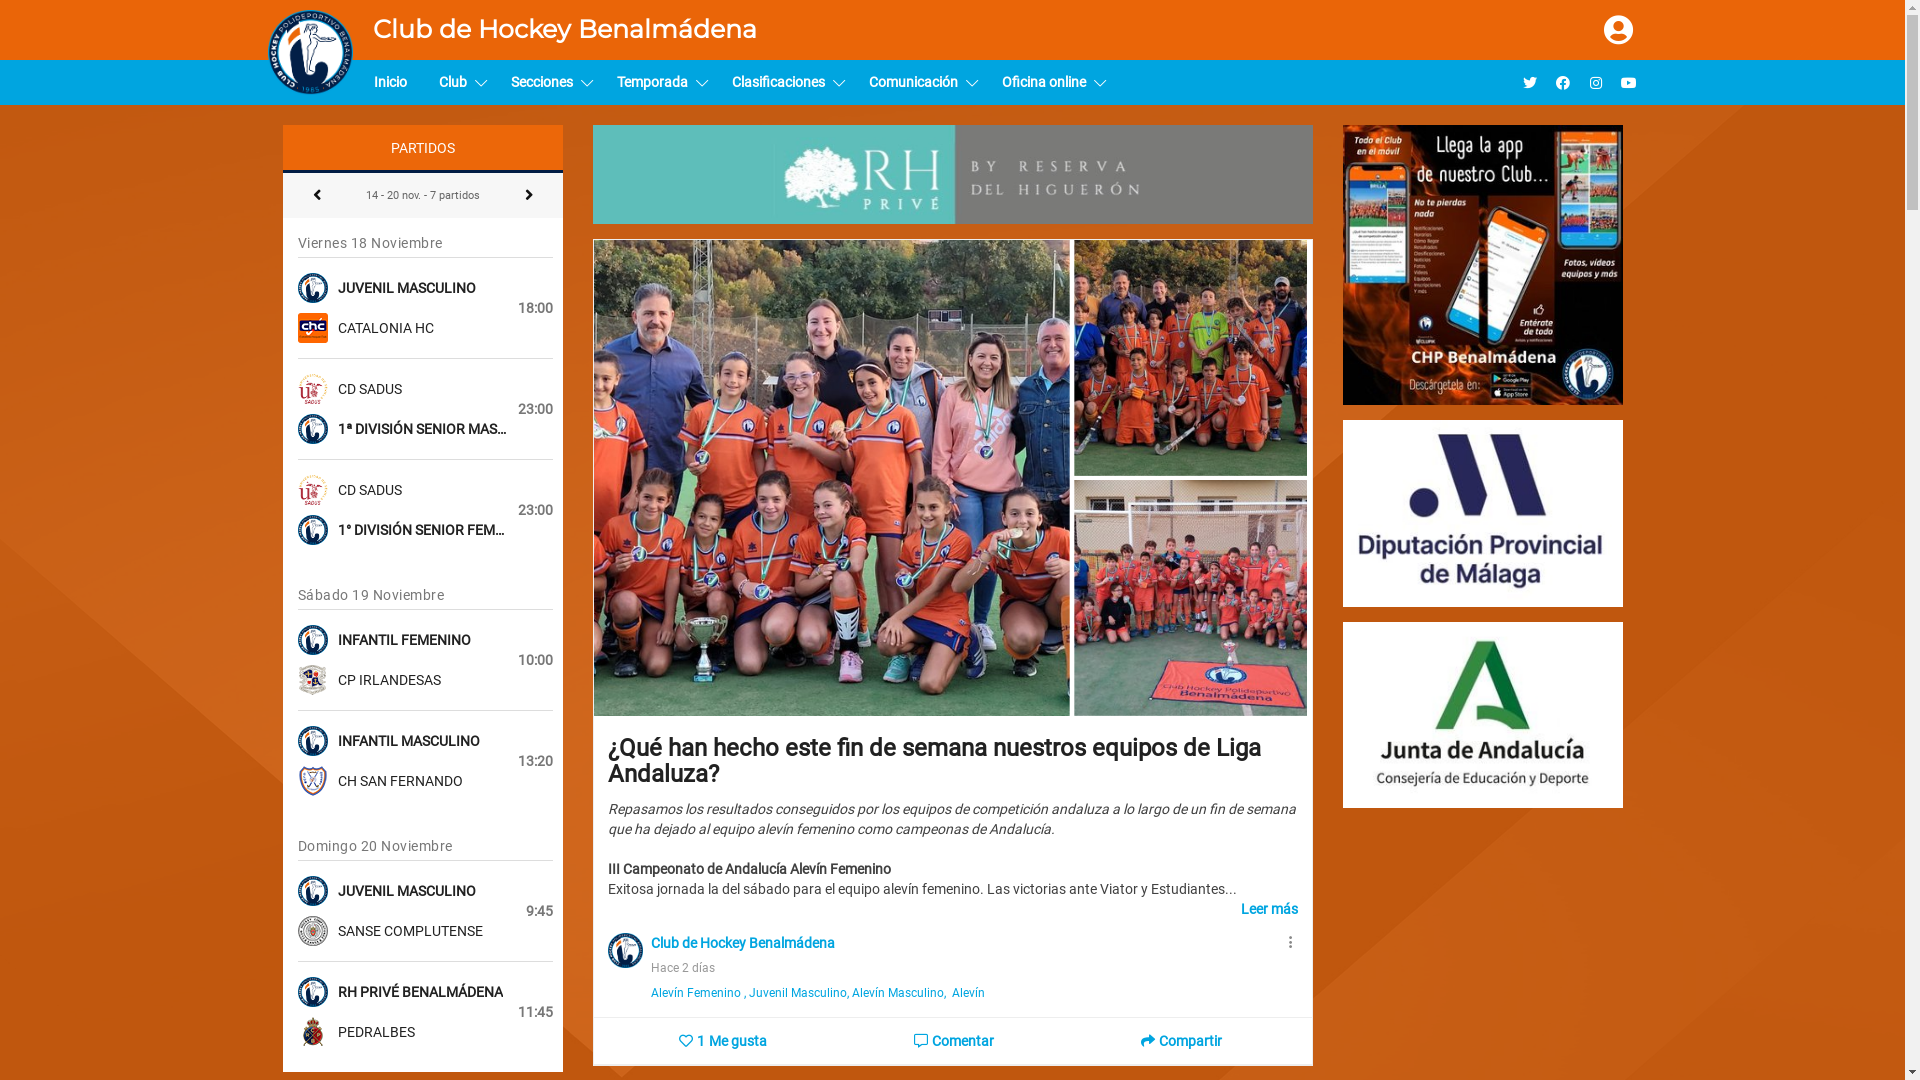 Club de Hockey Benalmádena
Inicio
Club
Secciones
Temporada
Clasificaciones
Comunicación
Oficina online
PARTIDOS
14 - 20 nov. - 7 partidos
Viernes 18 Noviembre
JUVENIL MASCULINO
18:00
CATALONIA HC
CD SADUS
23:00
1ª DIVISIÓN SENIOR MAS...
CD SADUS
23:00
1° DIVISIÓN SENIOR FEM...
Sábado 19 Noviembre
INFANTIL FEMENINO
10:00
CP IRLANDESAS
INFANTIL MASCULINO
13:20
CH SAN FERNANDO
Domingo 20 Noviembre
JUVENIL MASCULINO
9:45
SANSE COMPLUTENSE
RH PRIVÉ BENALMÁDENA
11:45
PEDRALBES
RH
PRIVÉ
BY RESERVA
DEL HIGUERÓN
Club Hockey Polideportivo
Benalmádena
¿Qué han hecho este fin de semana nuestros equipos de Liga
Andaluza?
Repasamos los resultados conseguidos por los equipos de competición andaluza a lo largo de un fin de semana
que ha dejado al equipo alevín femenino como campeonas de Andalucía.
III Campeonato de Andalucía Alevín Femenino
Exitosa jornada la del sábado para el equipo alevín femenino. Las victorias ante Viator y Estudiantes...
Leer más
Club de Hockey Benalmádena
Hace 2 días
Alevín Femenino , Juvenil Masculino, Alevín Masculino,  Alevín
1 Me gusta
Comentar
Compartir
Todo el Club
en el móvil
Llega la app
de nuestro Club...
No te pierdas
nada
Fotos, vídeos
equipos y más
Entérate
de todo
CHP Benalmádena
Descárgetela en:
Google Play
App Store
Diputación Provincial
de Málaga
Junta de Andalucía
Consejería de Educación y Deporte